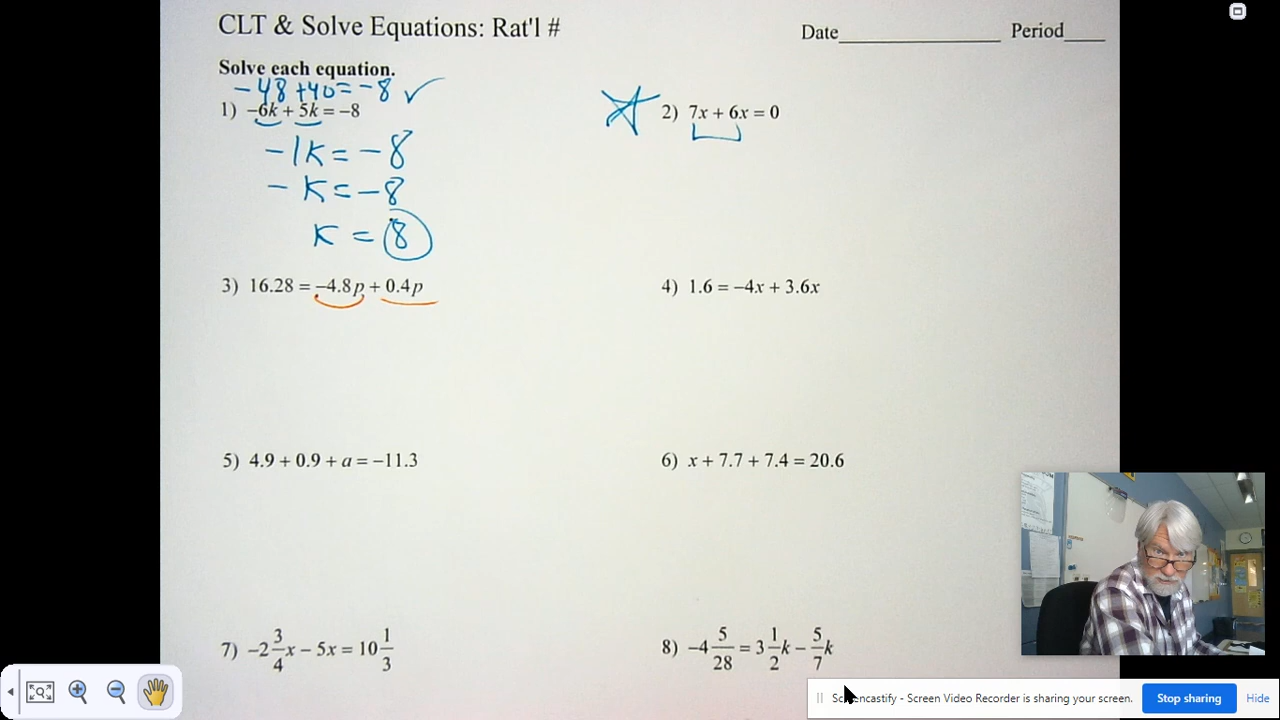 CLT & Solve Equations: Rat'l #
Date____________ Period____
Solve each equation.
-48 +40 = -8 ✓
1) −6k + 5k = −8
-1k = -8
-k = -8
k = 8
2) 7x + 6x = 0
3) 16.28 = −4.8p + 0.4p
4) 1.6 = −4x + 3.6x
5) 4.9 + 0.9 + a = −11.3
6) x + 7.7 + 7.4 = 20.6
7) −2 3/4 x − 5x = 10 1/3
8) −4 5/28 = 3 1/2 k − 5/7 k
Screencastify - Screen Video Recorder is sharing your screen.
Stop sharing
Hide